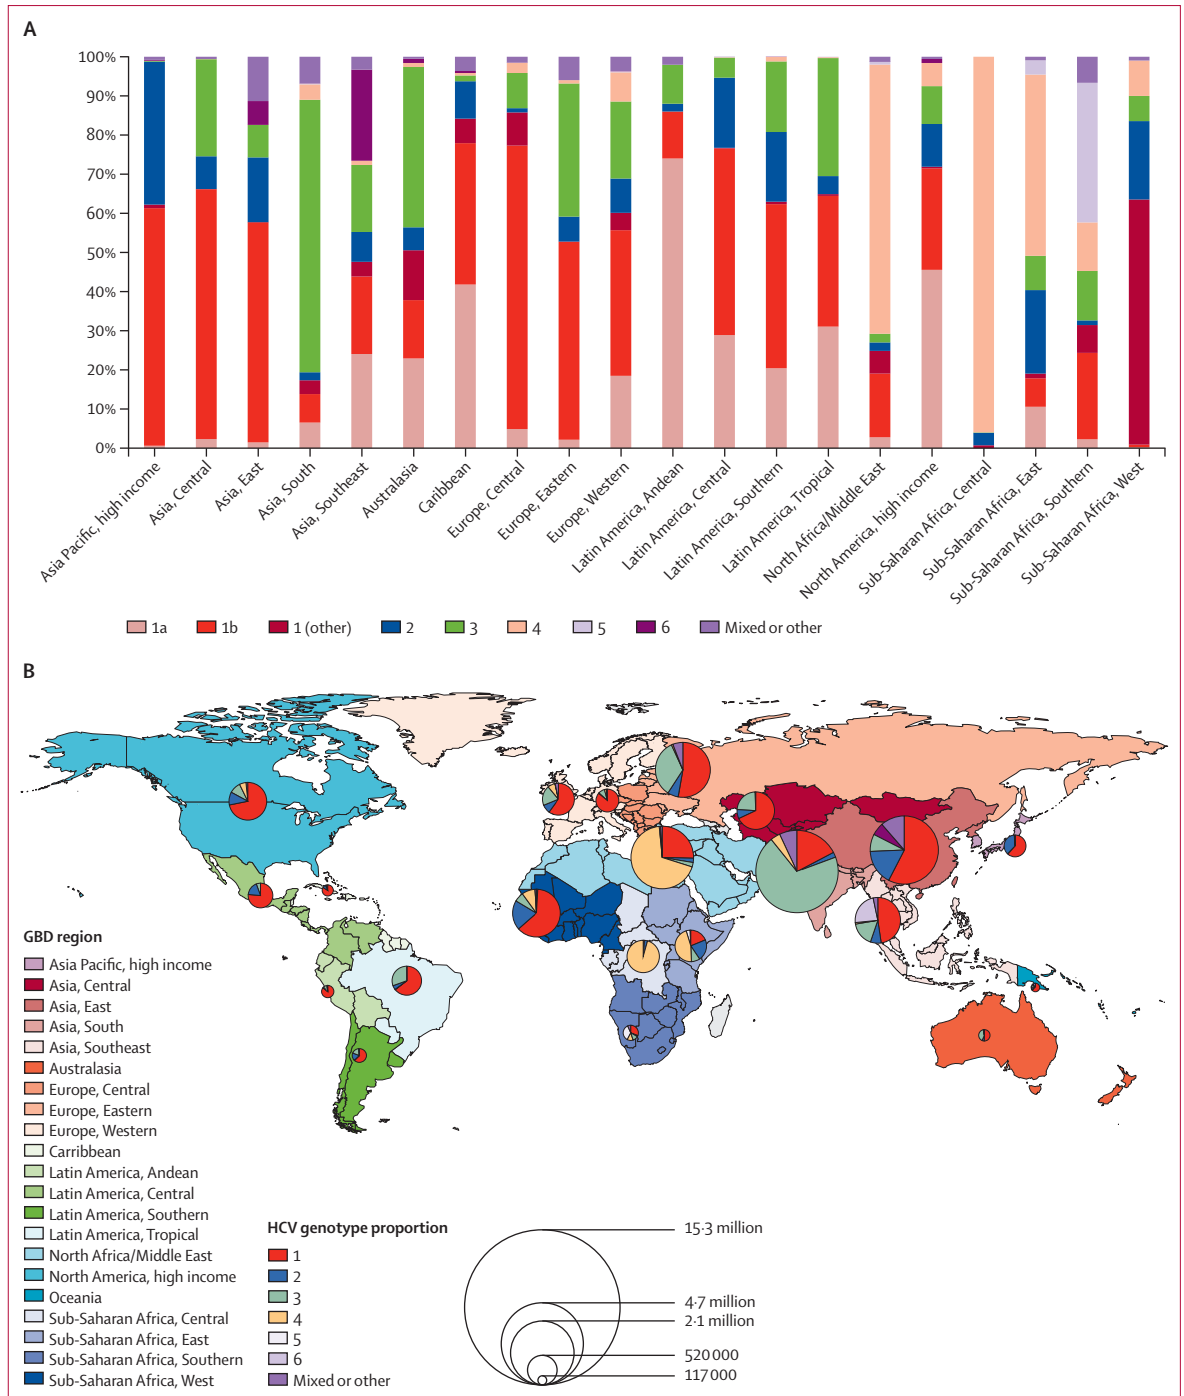 A
100%
90%
80%
70%
60%
50%
40%
30%
20%
10%
0%
Asia Pacific, high income
Asia, Central
Asia, East
Asia, South
Asia, Southeast
Australasia
Caribbean
Europe, Central
Europe, Eastern
Europe, Western
Latin America, Andean
Latin America, Central
Latin America, Southern
Latin America, Tropical
North Africa/Middle East
North America, high income
Sub-Saharan Africa, Central
Sub-Saharan Africa, East
Sub-Saharan Africa, Southern
Sub-Saharan Africa, West
1a 1b 1 (other) 2 3 4 5 6 Mixed or other
B
GBD region
Asia Pacific, high income
Asia, Central
Asia, East
Asia, South
Asia, Southeast
Australasia
Europe, Central
Europe, Eastern
Europe, Western
Carribbean
Latin America, Andean
Latin America, Central
Latin America, Southern
Latin America, Tropical
North Africa/Middle East
North America, high income
Oceania
Sub-Saharan Africa, Central
Sub-Saharan Africa, East
Sub-Saharan Africa, Southern
Sub-Saharan Africa, West
HCV genotype proportion
1
2
3
4
5
6
Mixed or other
15·3 million
4·7 million
2·1 million
520 000
117 000